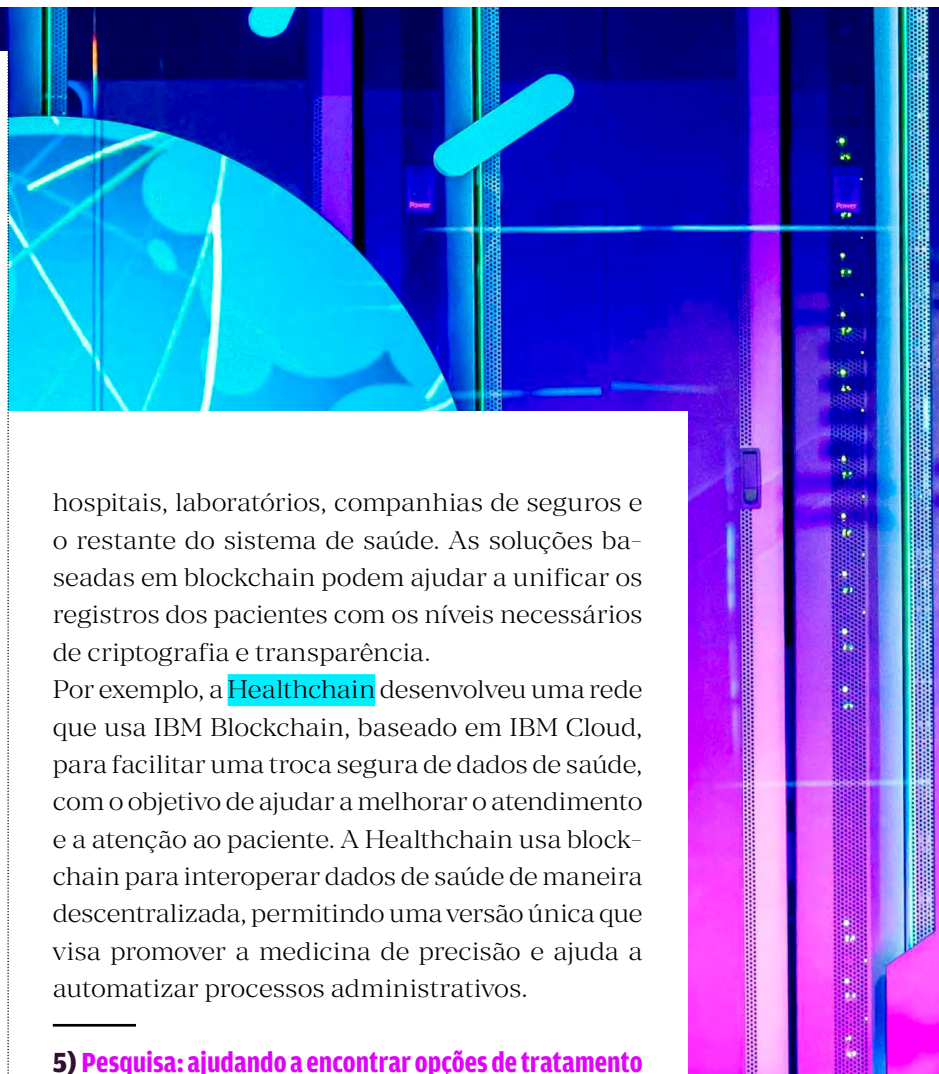 Power
Power
hospitais, laboratórios, companhias de seguros e
o restante do sistema de saúde. As soluções ba-
seadas em blockchain podem ajudar a unificar os
registros dos pacientes com os níveis necessários
de criptografia e transparência.
Por exemplo, a Healthchain desenvolveu uma rede
que usa IBM Blockchain, baseado em IBM Cloud,
para facilitar uma troca segura de dados de saúde,
com o objetivo de ajudar a melhorar o atendimento
e a atenção ao paciente. A Healthchain usa block-
chain para interoperar dados de saúde de maneira
descentralizada, permitindo uma versão única que
visa promover a medicina de precisão e ajuda a
automatizar processos administrativos.
5) Pesquisa: ajudando a encontrar opções de tratamento